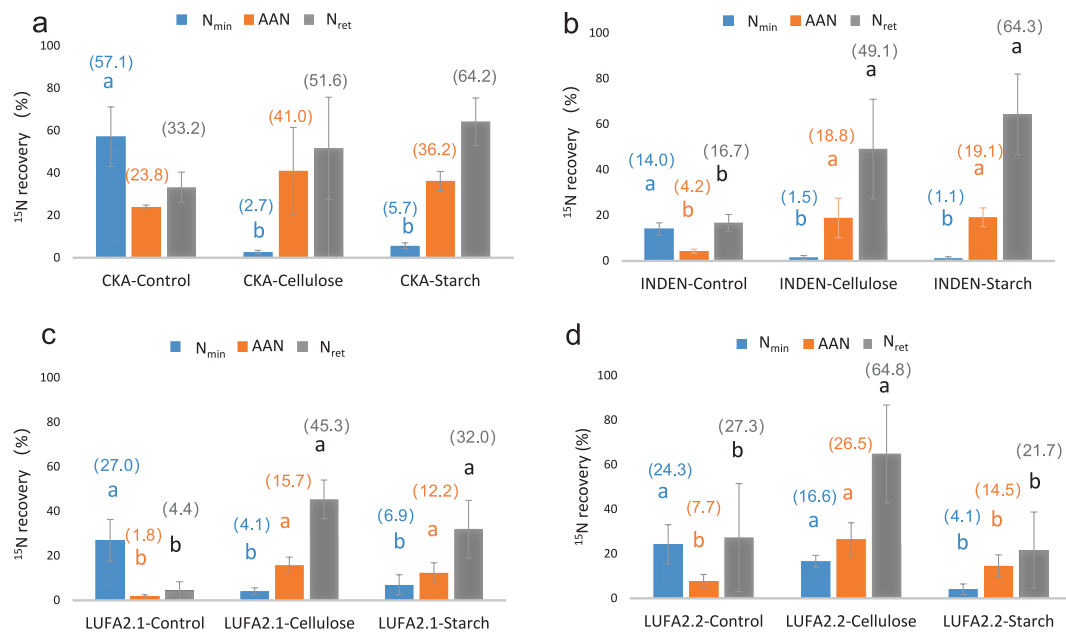 a
N_min AAN N_ret
100
80
60
40
20
0
¹⁵N recovery (%)
(57.1)
a
(23.8)
(33.2)
(2.7)
b
(41.0)
(51.6)
(5.7)
b
(36.2)
(64.2)
CKA-Control CKA-Cellulose CKA-Starch
b
N_min AAN N_ret
100
80
60
40
20
0
¹⁵N recovery (%)
(14.0)
a
(4.2)
b
(16.7)
b
(1.5)
b
(18.8)
a
(49.1)
a
(1.1)
b
(19.1)
a
(64.3)
a
INDEN-Control INDEN-Cellulose INDEN-Starch
c
N_min AAN N_ret
100
80
60
40
20
0
¹⁵N recovery (%)
(27.0)
a
(1.8)
b
(4.4)
b
(4.1)
b
(15.7)
a
(45.3)
a
(6.9)
b
(12.2)
a
(32.0)
a
LUFA2.1-Control LUFA2.1-Cellulose LUFA2.1-Starch
d
N_min AAN N_ret
100
80
60
40
20
0
¹⁵N recovery (%)
(24.3)
a
(7.7)
b
(27.3)
b
(16.6)
a
(26.5)
a
(64.8)
a
(4.1)
b
(14.5)
b
(21.7)
b
LUFA2.2-Control LUFA2.2-Cellulose LUFA2.2-Starch